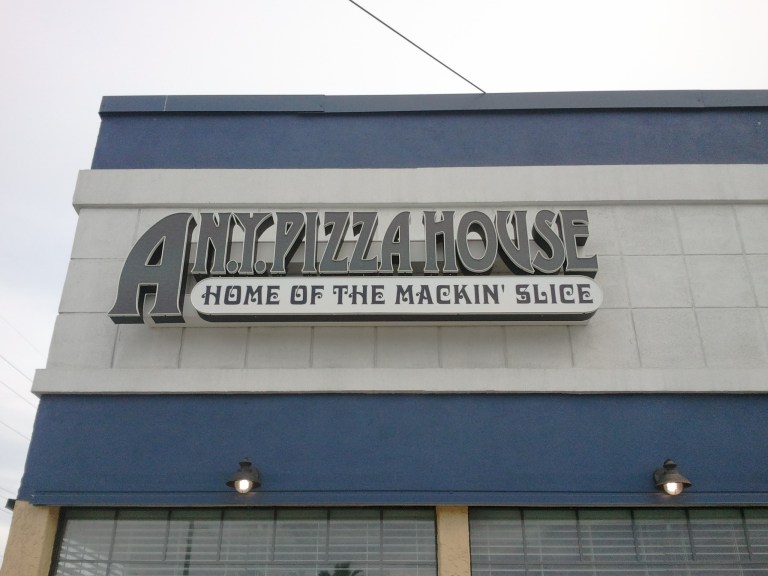 A N.Y. PIZZA HOUSE
HOME OF THE MACKIN' SLICE